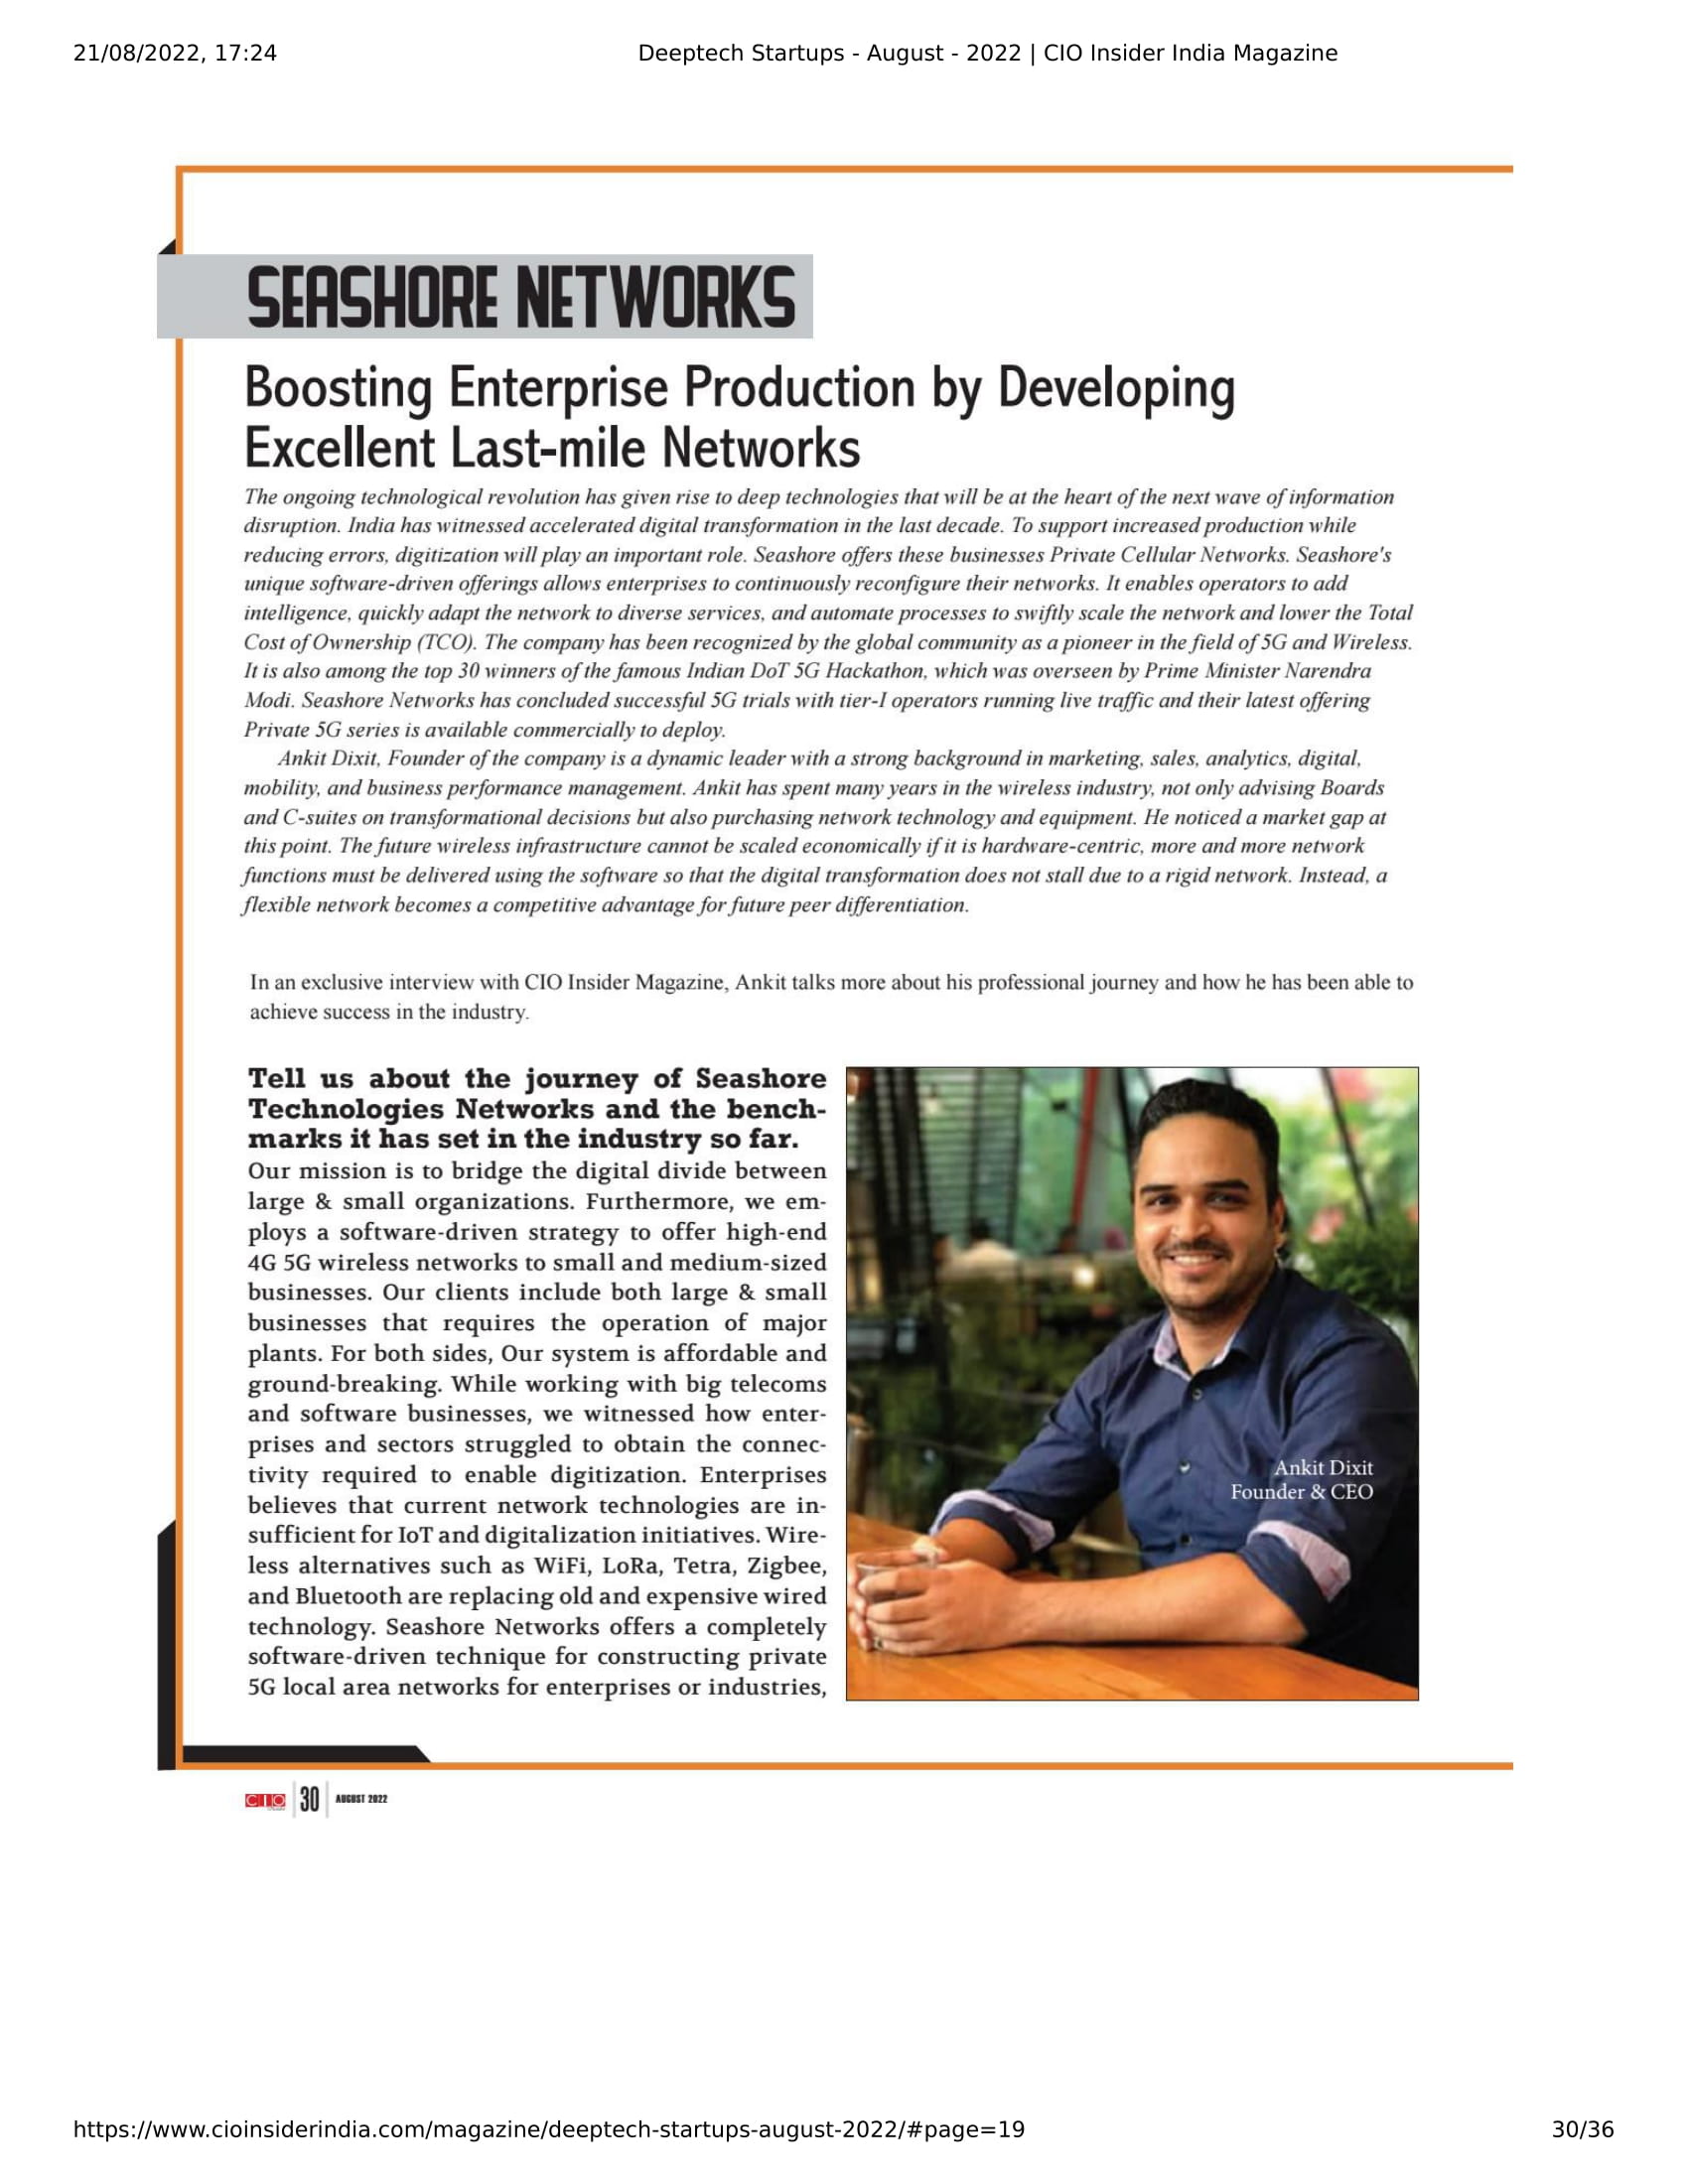 21/08/2022, 17:24
Deeptech Startups - August - 2022 | CIO Insider India Magazine
SEASHORE NETWORKS
Boosting Enterprise Production by Developing
Excellent Last-mile Networks
The ongoing technological revolution has given rise to deep technologies that will be at the heart of the next wave of information
disruption. India has witnessed accelerated digital transformation in the last decade. To support increased production while
reducing errors, digitization will play an important role. Seashore offers these businesses Private Cellular Networks. Seashore's
unique software-driven offerings allows enterprises to continuously reconfigure their networks. It enables operators to add
intelligence, quickly adapt the network to diverse services, and automate processes to swiftly scale the network and lower the Total
Cost of Ownership (TCO). The company has been recognized by the global community as a pioneer in the field of 5G and Wireless.
It is also among the top 30 winners of the famous Indian DoT 5G Hackathon, which was overseen by Prime Minister Narendra
Modi. Seashore Networks has concluded successful 5G trials with tier-I operators running live traffic and their latest offering
Private 5G series is available commercially to deploy.
Ankit Dixit, Founder of the company is a dynamic leader with a strong background in marketing, sales, analytics, digital,
mobility, and business performance management. Ankit has spent many years in the wireless industry, not only advising Boards
and C-suites on transformational decisions but also purchasing network technology and equipment. He noticed a market gap at
this point. The future wireless infrastructure cannot be scaled economically if it is hardware-centric, more and more network
functions must be delivered using the software so that the digital transformation does not stall due to a rigid network. Instead, a
flexible network becomes a competitive advantage for future peer differentiation.
In an exclusive interview with CIO Insider Magazine, Ankit talks more about his professional journey and how he has been able to
achieve success in the industry.
Tell us about the journey of Seashore
Technologies Networks and the bench-
marks it has set in the industry so far.
Our mission is to bridge the digital divide between
large & small organizations. Furthermore, we em-
ploys a software-driven strategy to offer high-end
4G 5G wireless networks to small and medium-sized
businesses. Our clients include both large & small
businesses that requires the operation of major
plants. For both sides, Our system is affordable and
ground-breaking. While working with big telecoms
and software businesses, we witnessed how enter-
prises and sectors struggled to obtain the connec-
tivity required to enable digitization. Enterprises
believes that current network technologies are in-
sufficient for IoT and digitalization initiatives. Wire-
less alternatives such as WiFi, LoRa, Tetra, Zigbee,
and Bluetooth are replacing old and expensive wired
technology. Seashore Networks offers a completely
software-driven technique for constructing private
5G local area networks for enterprises or industries,
Ankit Dixit
Founder & CEO
CIO
30
AUGUST 2022
https://www.cioinsiderindia.com/magazine/deeptech-startups-august-2022/#page=19
30/36